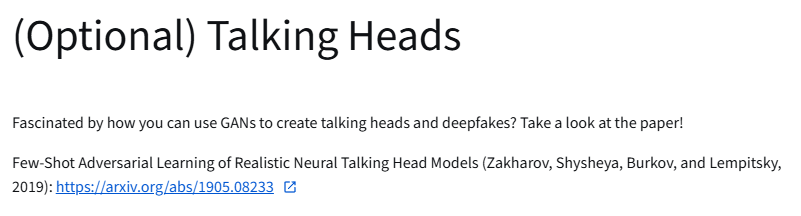 (Optional) Talking Heads
Fascinated by how you can use GANs to create talking heads and deepfakes? Take a look at the paper!
Few-Shot Adversarial Learning of Realistic Neural Talking Head Models (Zakharov, Shysheya, Burkov, and Lempitsky,
2019): https://arxiv.org/abs/1905.08233